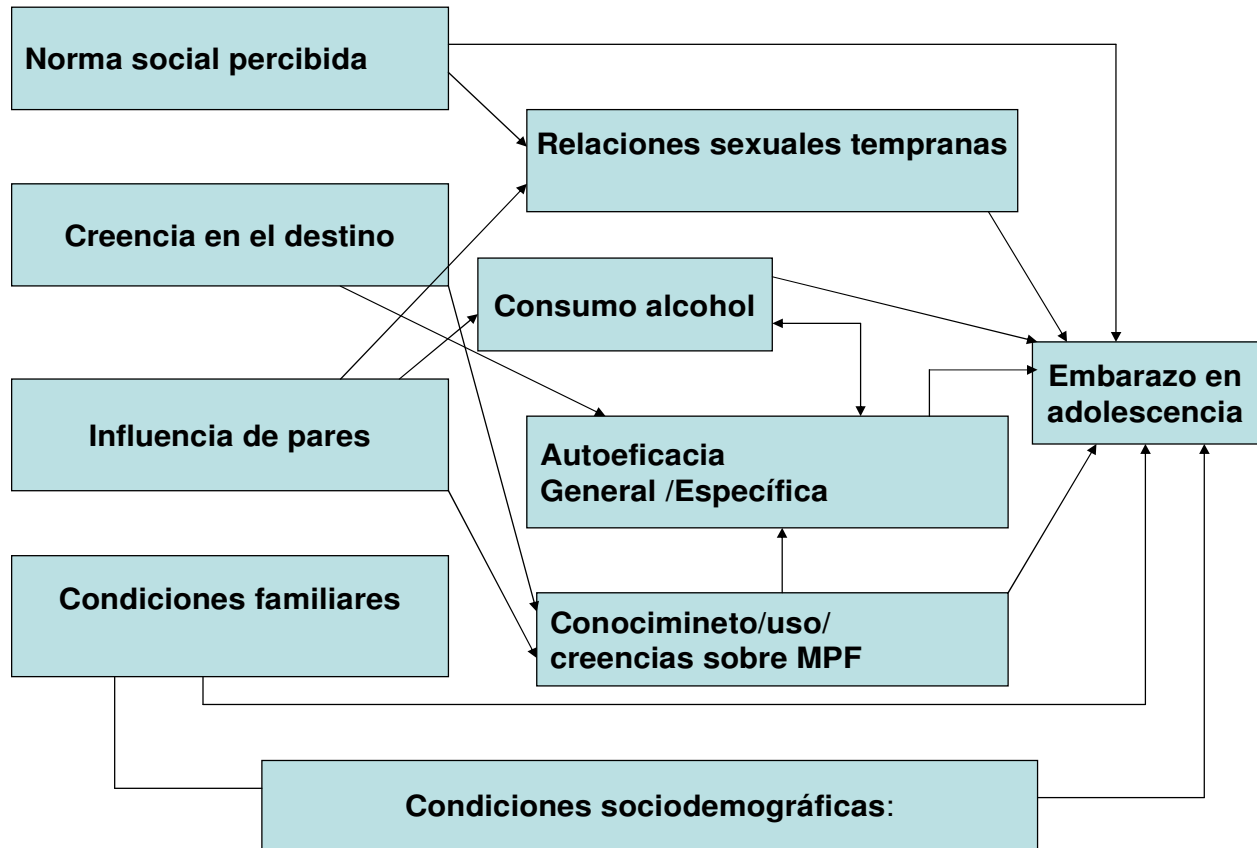 Norma social percibida
Relaciones sexuales tempranas
Creencia en el destino
Consumo alcohol
Embarazo en
adolescencia
Influencia de pares
Autoeficacia
General /Específica
Condiciones familiares
Conocimineto/uso/
creencias sobre MPF
Condiciones sociodemográficas: